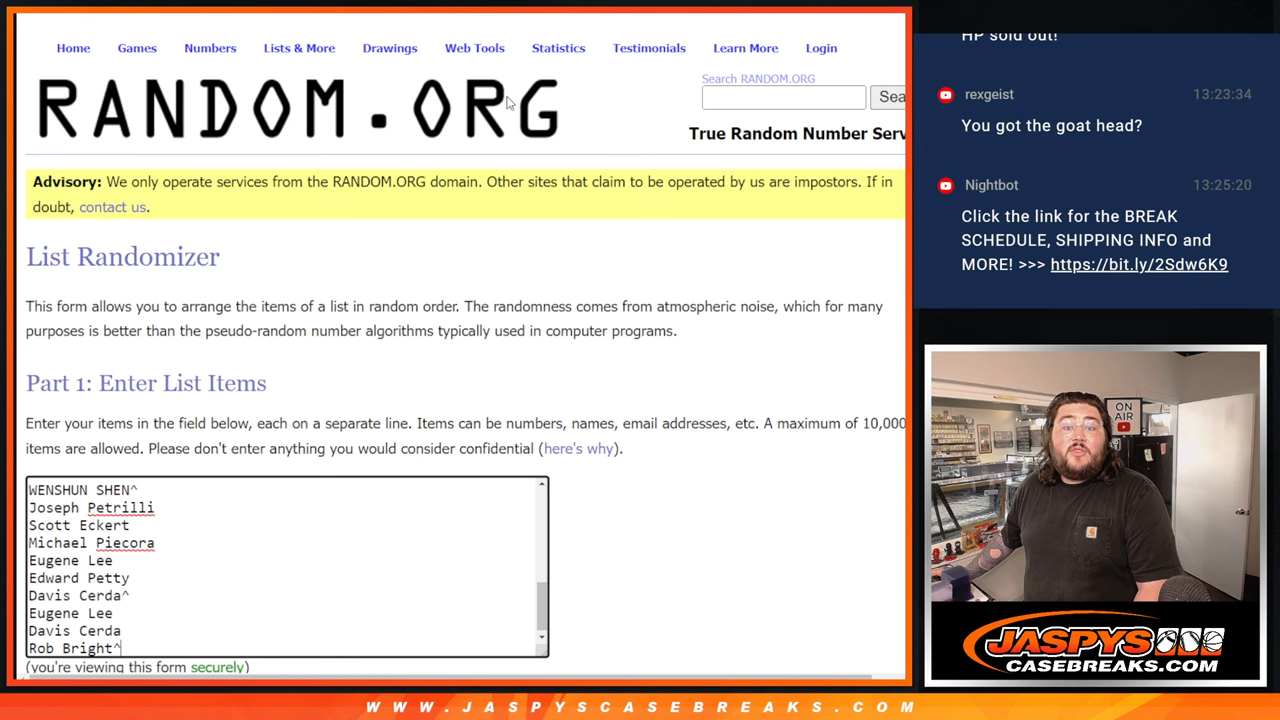 Home Games Numbers Lists & More Drawings Web Tools Statistics Testimonials Learn More Login
RANDOM.ORG
Search RANDOM.ORG
Sea
True Random Number Serv
Advisory: We only operate services from the RANDOM.ORG domain. Other sites that claim to be operated by us are impostors. If in
doubt, contact us.
List Randomizer
This form allows you to arrange the items of a list in random order. The randomness comes from atmospheric noise, which for many
purposes is better than the pseudo-random number algorithms typically used in computer programs.
Part 1: Enter List Items
Enter your items in the field below, each on a separate line. Items can be numbers, names, email addresses, etc. A maximum of 10,000
items are allowed. Please don't enter anything you would consider confidential (here's why).
WENSHUN SHEN^
Joseph Petrilli
Scott Eckert
Michael Piecora
Eugene Lee
Edward Petty
Davis Cerda^
Eugene Lee
Davis Cerda
Rob Bright^
(you're viewing this form securely)
HP sold out!
rexgeist 13:23:34
You got the goat head?
Nightbot 13:25:20
Click the link for the BREAK
SCHEDULE, SHIPPING INFO and
MORE! >>> https://bit.ly/2Sdw6K9
ON
AIR
JASPYS
CASEBREAKS.COM
WWW.JASPYSCASEBREAKS.COM